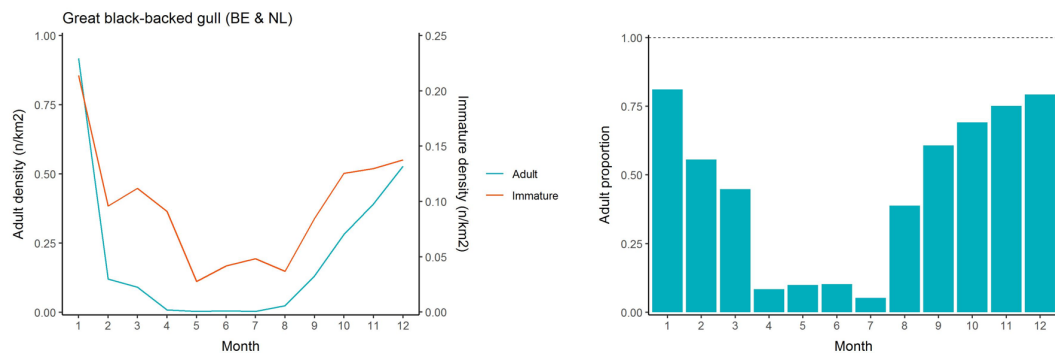 Great black-backed gull (BE & NL)
1.00
0.75
0.50
0.25
0.00
Adult density (n/km2)
0.25
0.20
0.15
0.10
0.05
0.00
Immature density (n/km2)
1 2 3 4 5 6 7 8 9 10 11 12
Month
Adult
Immature
1.00
0.75
0.50
0.25
0.00
Adult proportion
1 2 3 4 5 6 7 8 9 10 11 12
Month